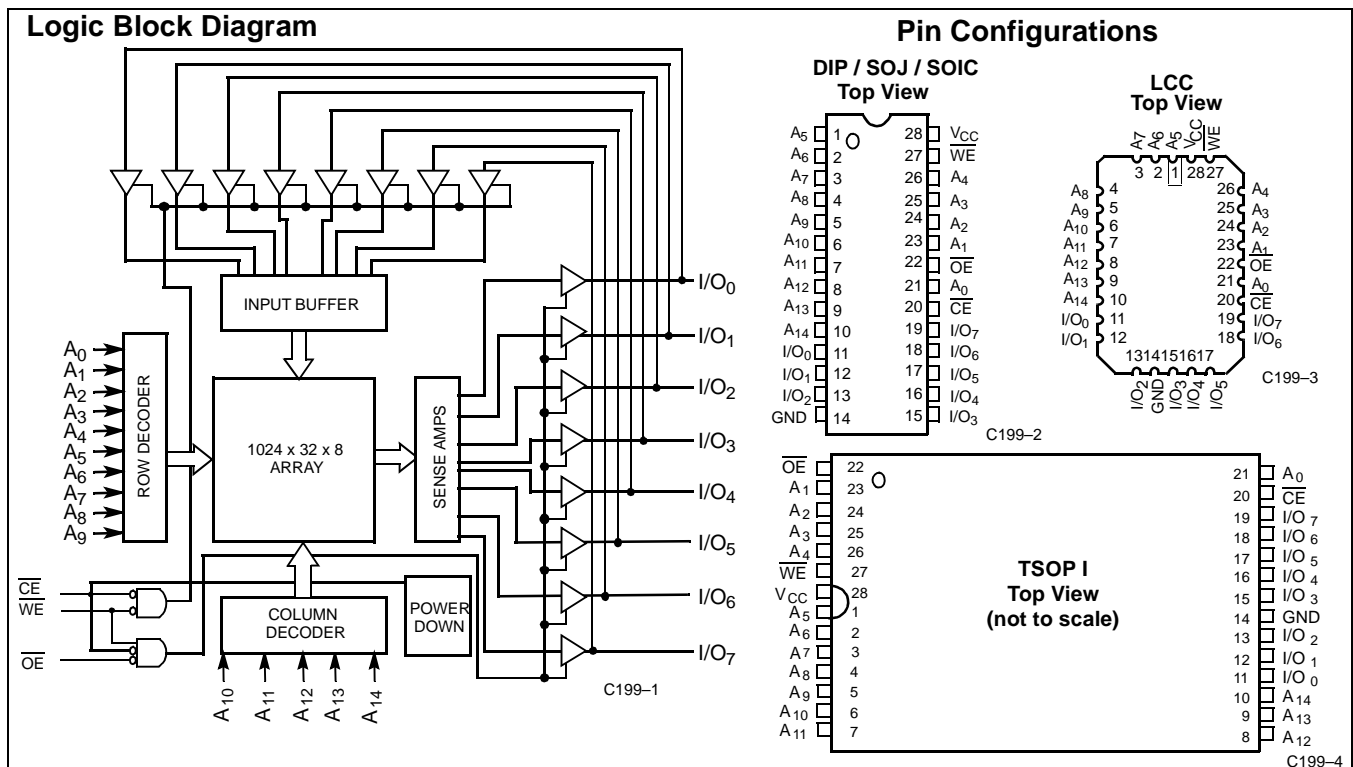 Logic Block Diagram
INPUT BUFFER
A0
A1
A2
A3
A4
A5
A6
A7
A8
A9
ROW DECODER
1024 x 32 x 8
ARRAY
SENSE AMPS
I/O0
I/O1
I/O2
I/O3
I/O4
I/O5
I/O6
I/O7
CE
WE
OE
COLUMN
DECODER
POWER
DOWN
A10
A11
A12
A13
A14
C199–1
Pin Configurations
DIP / SOJ / SOIC
Top View
A5 1 28 VCC
A6 2 27 WE
A7 3 26 A4
A8 4 25 A3
A9 5 24 A2
A10 6 23 A1
A11 7 22 OE
A12 8 21 A0
A13 9 20 CE
A14 10 19 I/O7
I/O0 11 18 I/O6
I/O1 12 17 I/O5
I/O2 13 16 I/O4
GND 14 15 I/O3
C199–2
LCC
Top View
A7 A6 A5 VCC WE
3 2 1 28 27
A8 4 26 A4
A9 5 25 A3
A10 6 24 A2
A11 7 23 A1
A12 8 22 OE
A13 9 21 A0
A14 10 20 CE
I/O0 11 19 I/O7
I/O1 12 18 I/O6
13 14 15 16 17
I/O2 GND I/O3 I/O4 I/O5
C199–3
OE 22 21 A0
A1 23 20 CE
A2 24 19 I/O7
A3 25 18 I/O6
A4 26 17 I/O5
WE 27 16 I/O4
VCC 28 15 I/O3
A5 1 14 GND
A6 2 13 I/O2
A7 3 12 I/O1
A8 4 11 I/O0
A9 5 10 A14
A10 6 9 A13
A11 7 8 A12
TSOP I
Top View
(not to scale)
C199–4